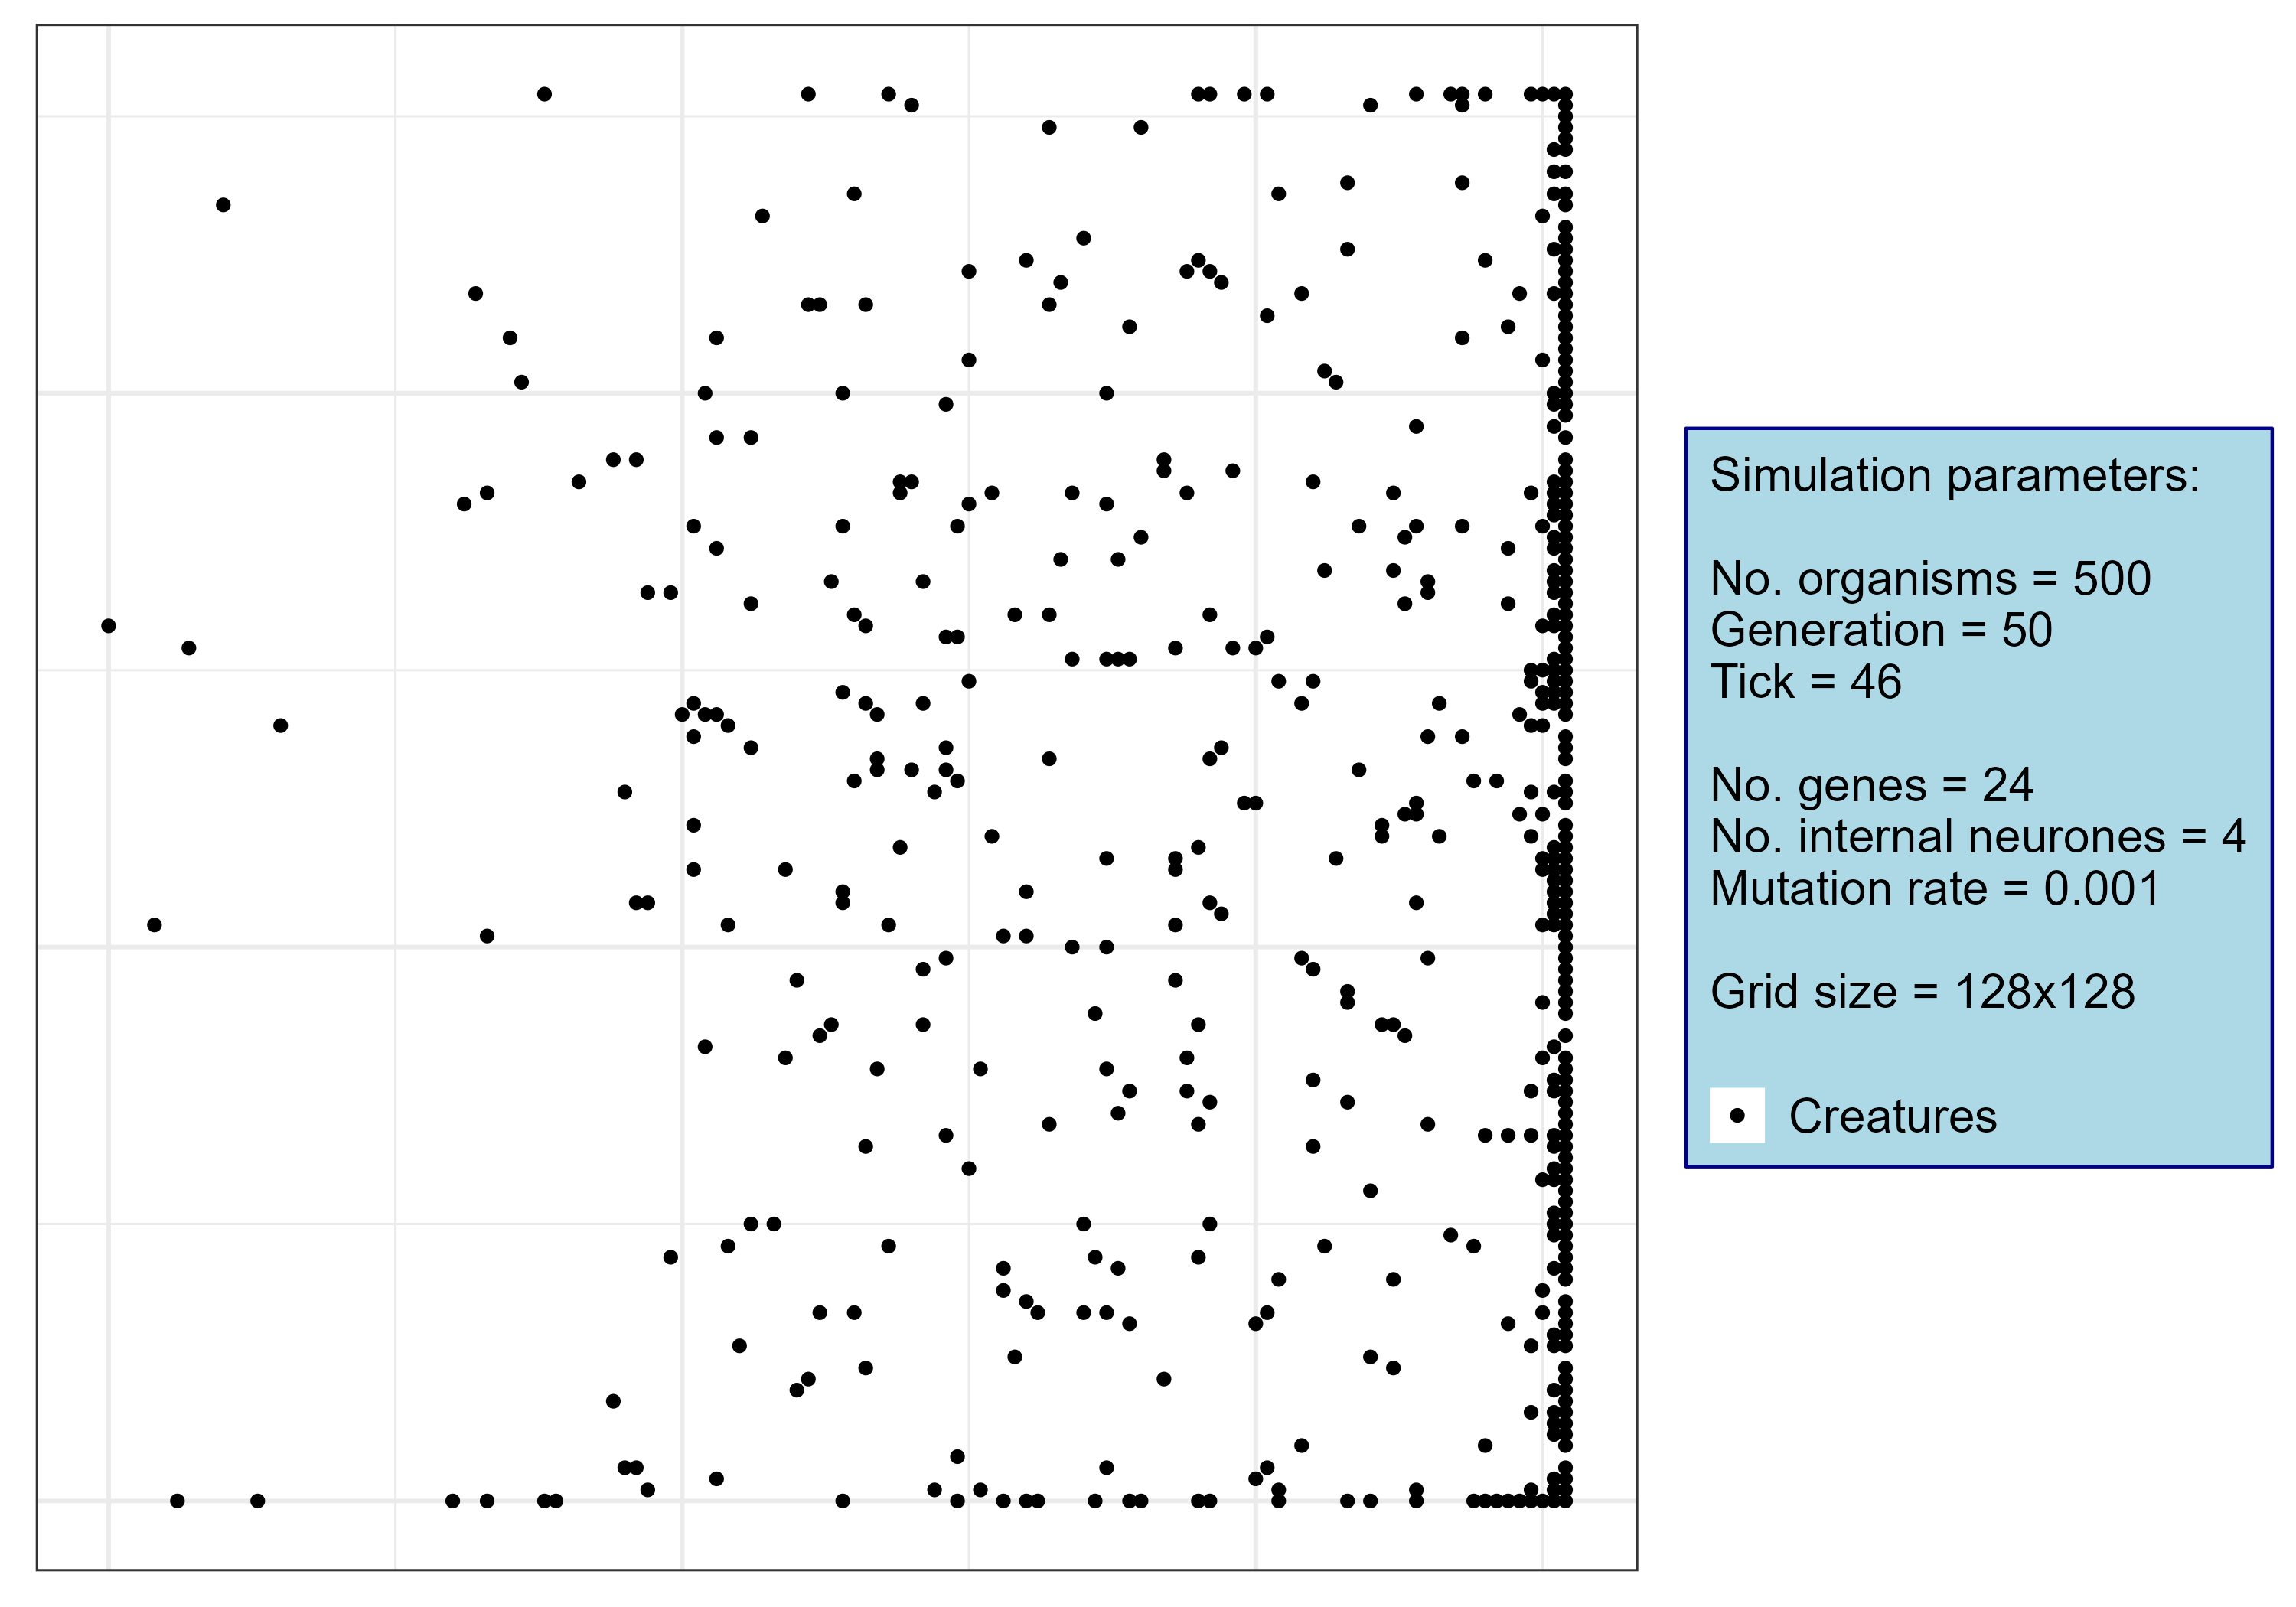 Simulation parameters:
No. organisms = 500
Generation = 50
Tick = 46
No. genes = 24
No. internal neurones = 4
Mutation rate = 0.001
Grid size = 128x128
Creatures